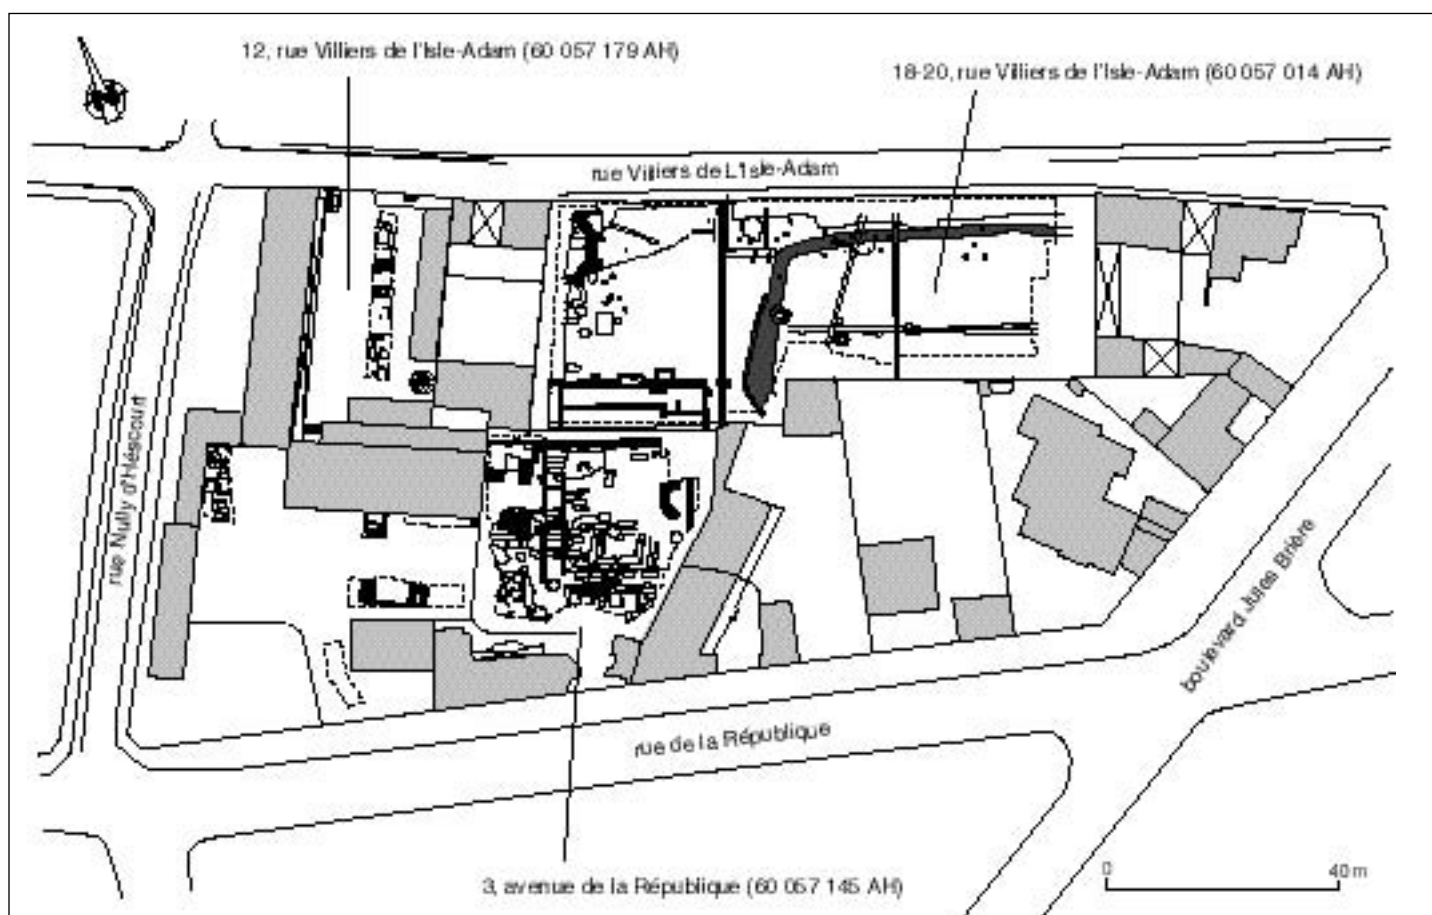 12, rue Villiers de l'Isle-Adam (60 057 179 AH)
18-20, rue Villiers de l'Isle-Adam (60 057 014 AH)
rue Villiers de L'Isle-Adam
rue Nully d'Héscourt
boulevard Jules Brière
rue de la République
3, avenue de la République (60 057 145 AH)
0 40 m